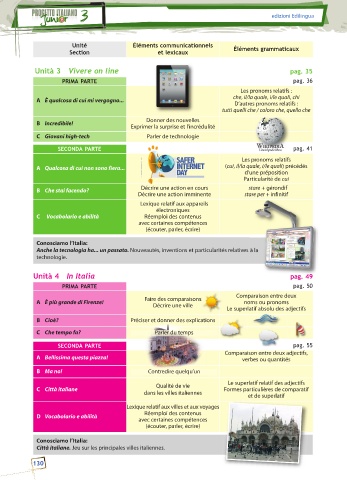 PROGETTO ITALIANO
Junior 3
edizioni Edilingua
Unité
Section
Éléments communicationnels
et lexicaux
Éléments grammaticaux
Unità 3 Vivere on line pag. 35
PRIMA PARTE pag. 36
A È qualcosa di cui mi vergogno...
Les pronoms relatifs :
che, il/la quale, i/le quali, chi
D'autres pronoms relatifs :
tutti quelli che / coloro che, quello che
B Incredibile!
Donner des nouvelles
Exprimer la surprise et l'incrédulité
C Giovani high-tech
Parler de technologie
WIKIPEDIA
SECONDA PARTE pag. 41
A Qualcosa di cui non sono fiera...
SAFER
INTERNET
DAY
Les pronoms relatifs
(cui, il/la quale, i/le quali) précédés
d'une préposition
Particularité de cui
B Che stai facendo?
Décrire une action en cours
Décrire une action imminente
stare + gérondif
stare per + infinitif
C Vocabolario e abilità
Lexique relatif aux appareils
électroniques
Réemploi des contenus
avec certaines compétences
(écouter, parler, écrire)
Conosciamo l'Italia:
Anche la tecnologia ha... un passato. Nouveautés, inventions et particularités relatives à la
technologie.
Unità 4 In Italia pag. 49
PRIMA PARTE pag. 50
A È più grande di Firenze!
Faire des comparaisons
Décrire une ville
Comparaison entre deux
noms ou pronoms
Le superlatif absolu des adjectifs
B Cioè?
Préciser et donner des explications
C Che tempo fa?
Parler du temps
SECONDA PARTE pag. 55
A Bellissima questa piazza!
Comparaison entre deux adjectifs,
verbes ou quantités
B Ma no!
Contredire quelqu'un
C Città italiane
Qualité de vie
dans les villes italiennes
Le superlatif relatif des adjectifs
Formes particulières de comparatif
et de superlatif
D Vocabolario e abilità
Lexique relatif aux villes et aux voyages
Réemploi des contenus
avec certaines compétences
(écouter, parler, écrire)
Conosciamo l'Italia:
Città italiane. Jeu sur les principales villes italiennes.
130